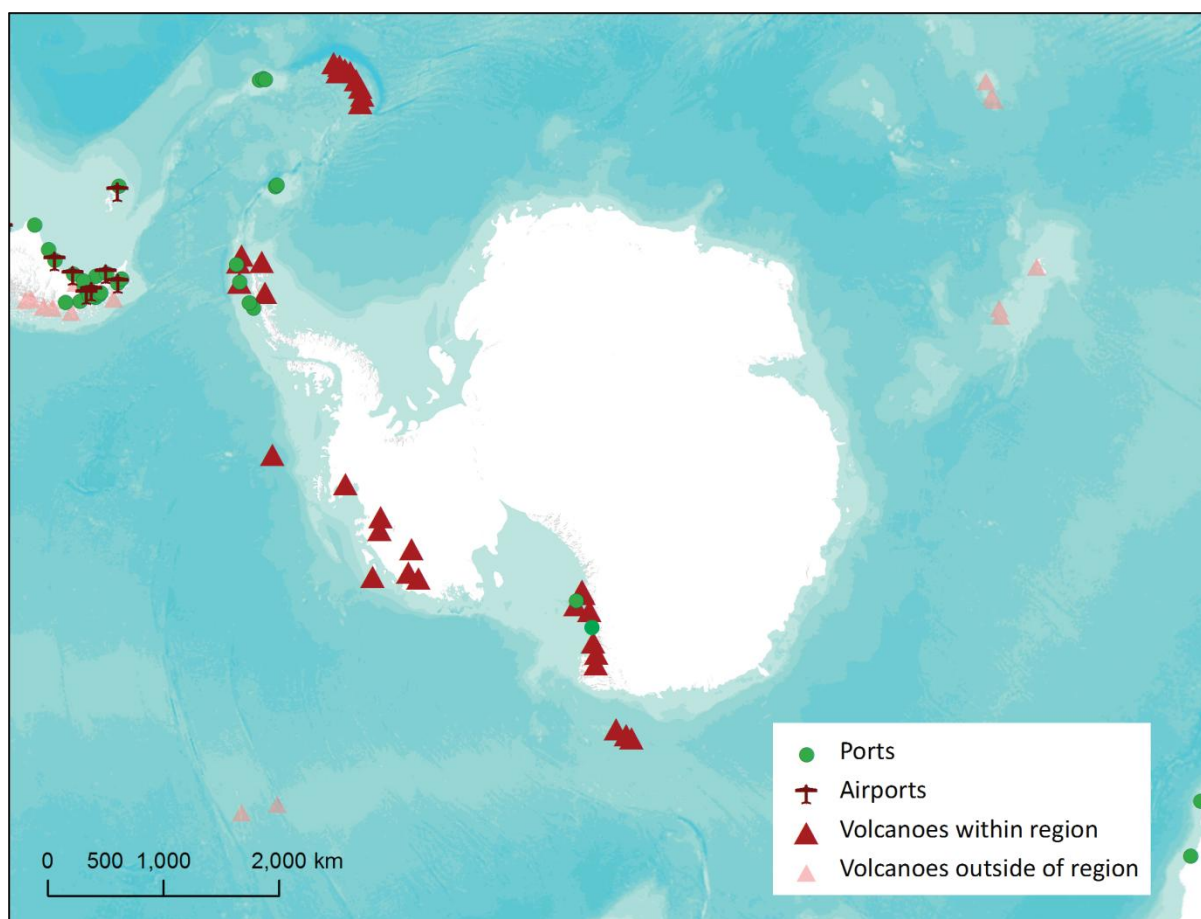 Ports
Airports
Volcanoes within region
Volcanoes outside of region
0 500 1,000 2,000 km